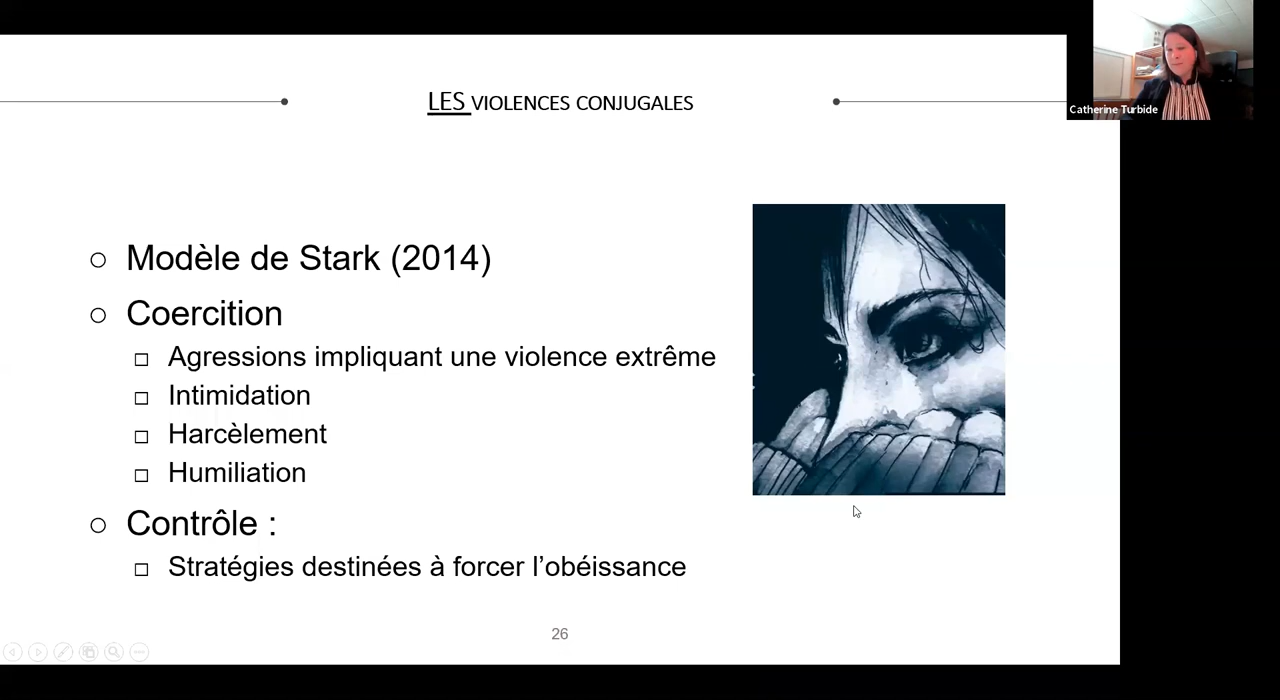 LES VIOLENCES CONJUGALES
Catherine Turbide
Modèle de Stark (2014)
Coercition
Agressions impliquant une violence extrême
Intimidation
Harcèlement
Humiliation
Contrôle :
Stratégies destinées à forcer l'obéissance
26